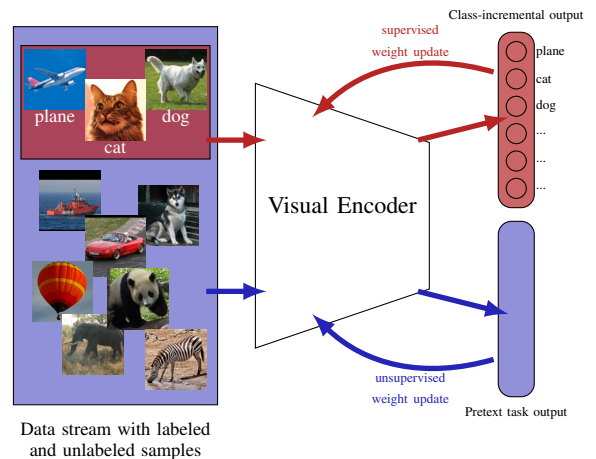 Class-incremental output
supervised
weight update
plane
cat
dog
...
...
...
plane
dog
cat
Visual Encoder
unsupervised
weight update
Pretext task output
Data stream with labeled
and unlabeled samples